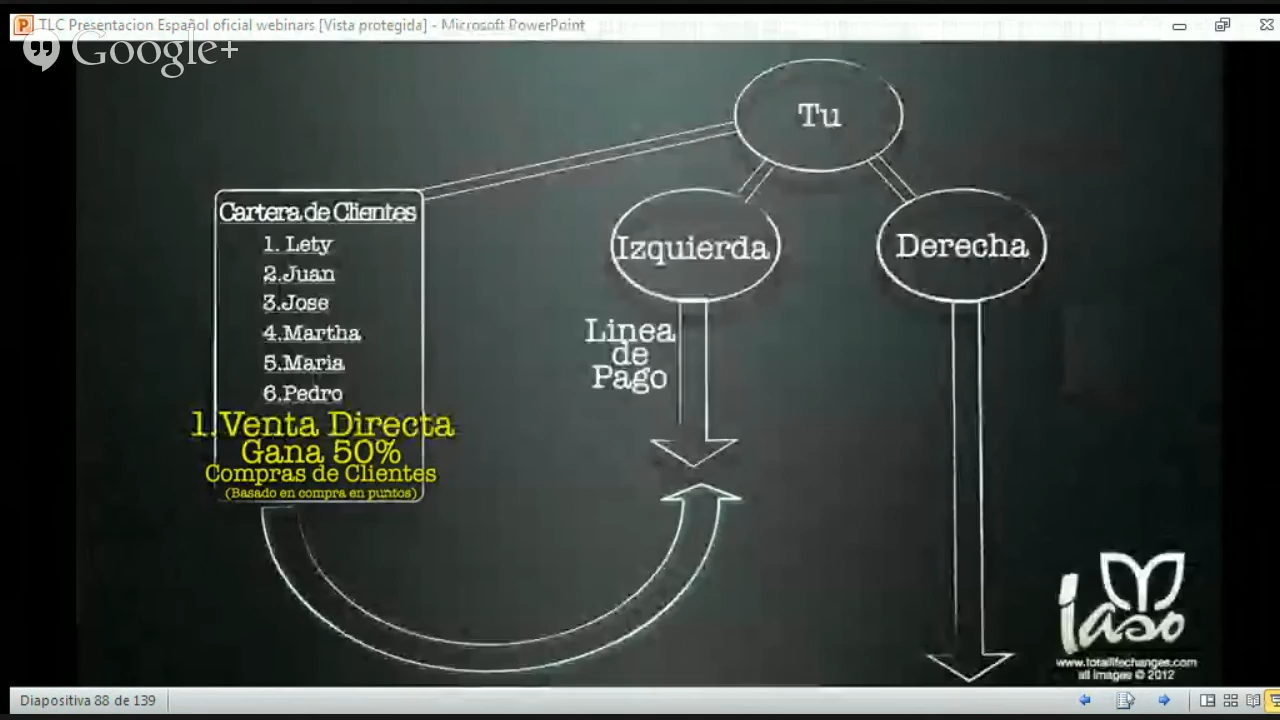 TLC Presentacion Español oficial webinars [Vista protegida] - Microsoft PowerPoint
Google+
Tu
Cartera de Clientes
1. Lety
2.Juan
3.Jose
4.Martha
5.Maria
6.Pedro
1.Venta Directa
Gana 50%
Compras de Clientes
(Basado en compra en puntos)
Izquierda
Derecha
Linea
de
Pago
iaso
www.totallifechanges.com
all images © 2012
Diapositiva 88 de 139